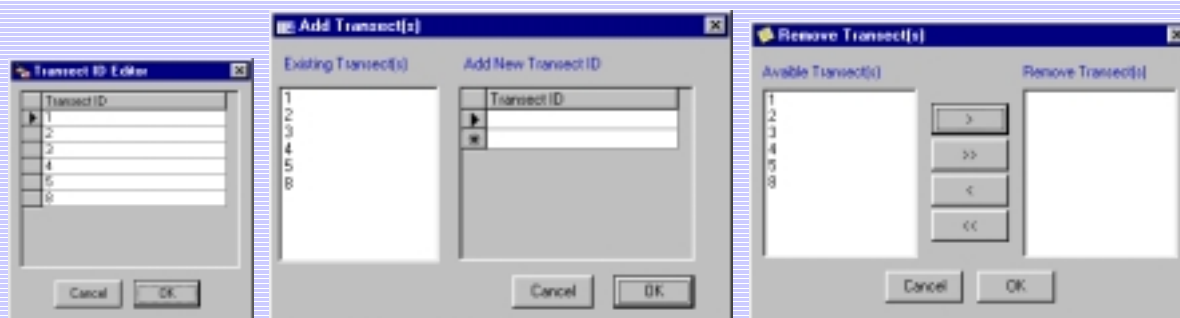 Transect ID Editor
Transect ID
1
2
3
4
5
8
Cancel
OK
Add Transect(s)
Existing Transect(s)
Add New Transect ID
1
2
3
4
5
8
Transect ID
Cancel
OK
Remove Transect(s)
Avaible Transect(s)
Remove Transect(s)
1
2
3
4
5
8
>
>>
<
<<
Cancel
OK